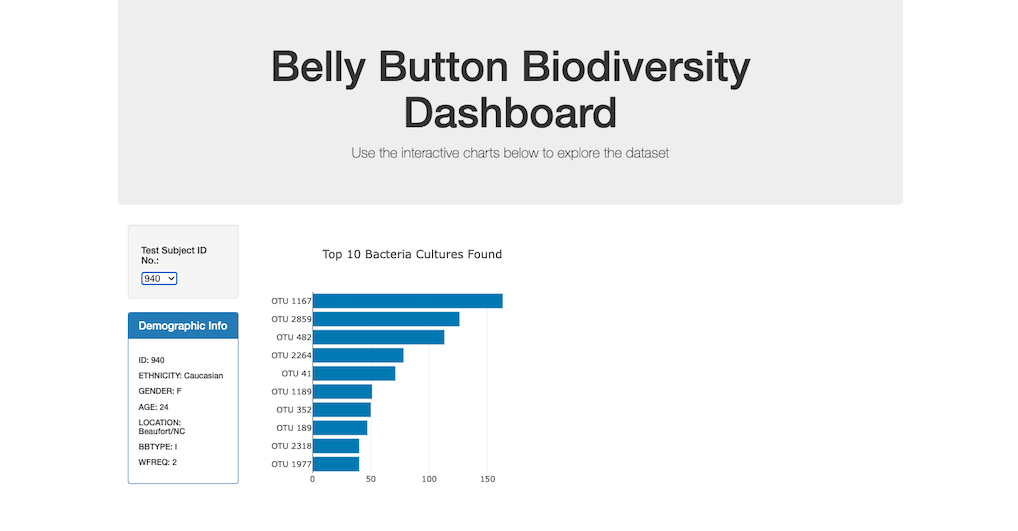 Belly Button Biodiversity
Dashboard
Use the interactive charts below to explore the dataset
Test Subject ID
No.:
940
Demographic Info
ID: 940
ETHNICITY: Caucasian
GENDER: F
AGE: 24
LOCATION:
Beaufort/NC
BBTYPE: I
WFREQ: 2
Top 10 Bacteria Cultures Found
OTU 1167
OTU 2859
OTU 482
OTU 2264
OTU 41
OTU 1189
OTU 352
OTU 189
OTU 2318
OTU 1977
0 50 100 150